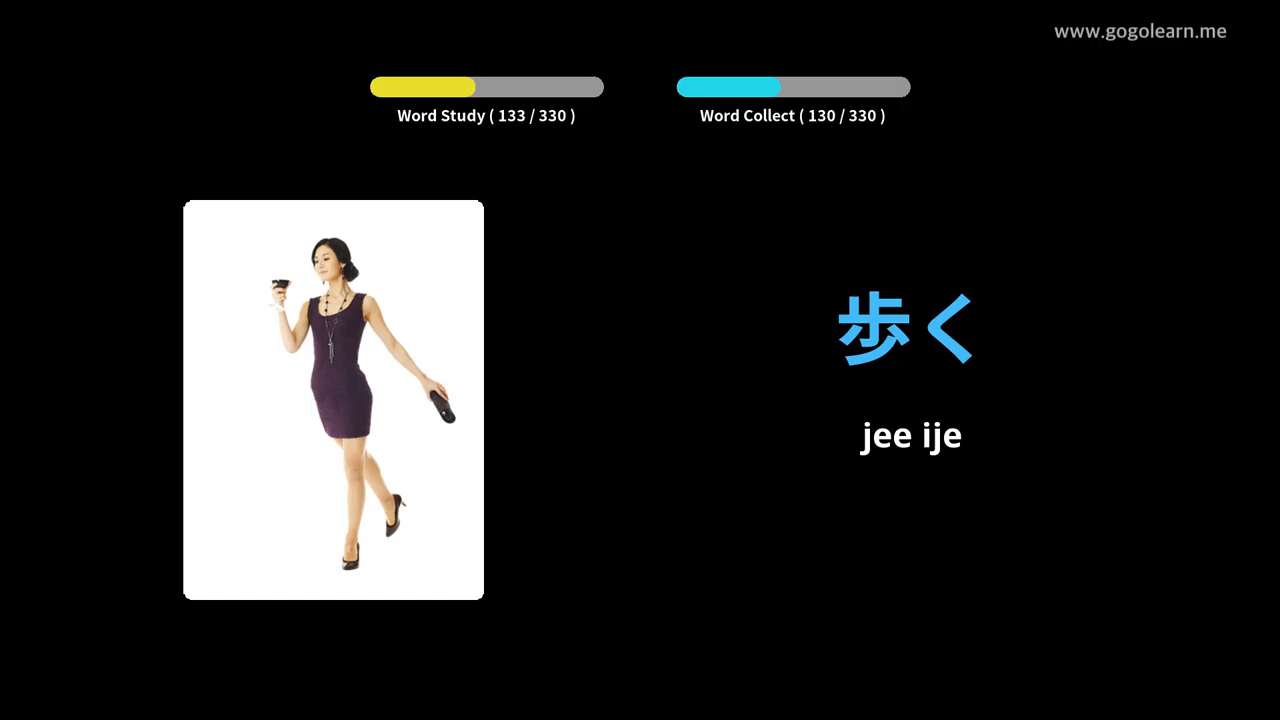 www.gogolearn.me
Word Study ( 133 / 330 )
Word Collect ( 130 / 330 )
歩く
jee ije